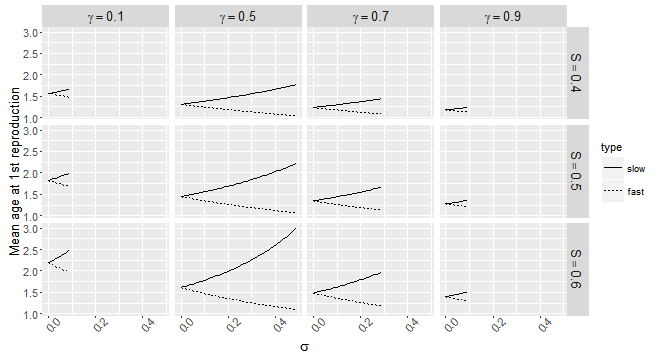 γ = 0.1 γ = 0.5 γ = 0.7 γ = 0.9
Mean age at 1st reproduction
3.0
2.5
2.0
1.5
1.0
S = 0.4
3.0
2.5
2.0
1.5
1.0
S = 0.5
3.0
2.5
2.0
1.5
1.0
S = 0.6
0.0 0.2 0.4 0.0 0.2 0.4 0.0 0.2 0.4 0.0 0.2 0.4
σ
type
slow
fast